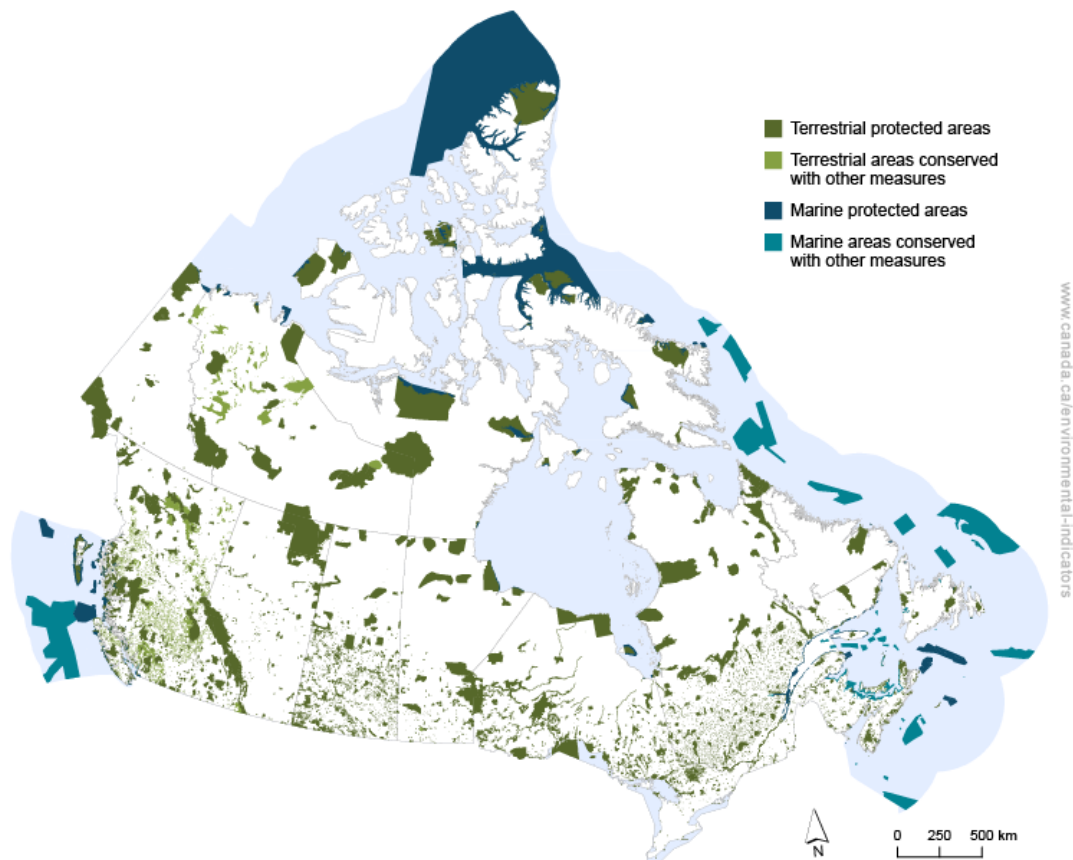 Terrestrial protected areas
Terrestrial areas conserved
with other measures
Marine protected areas
Marine areas conserved
with other measures
www.canada.ca/environmental-indicators
N
0 250 500 km